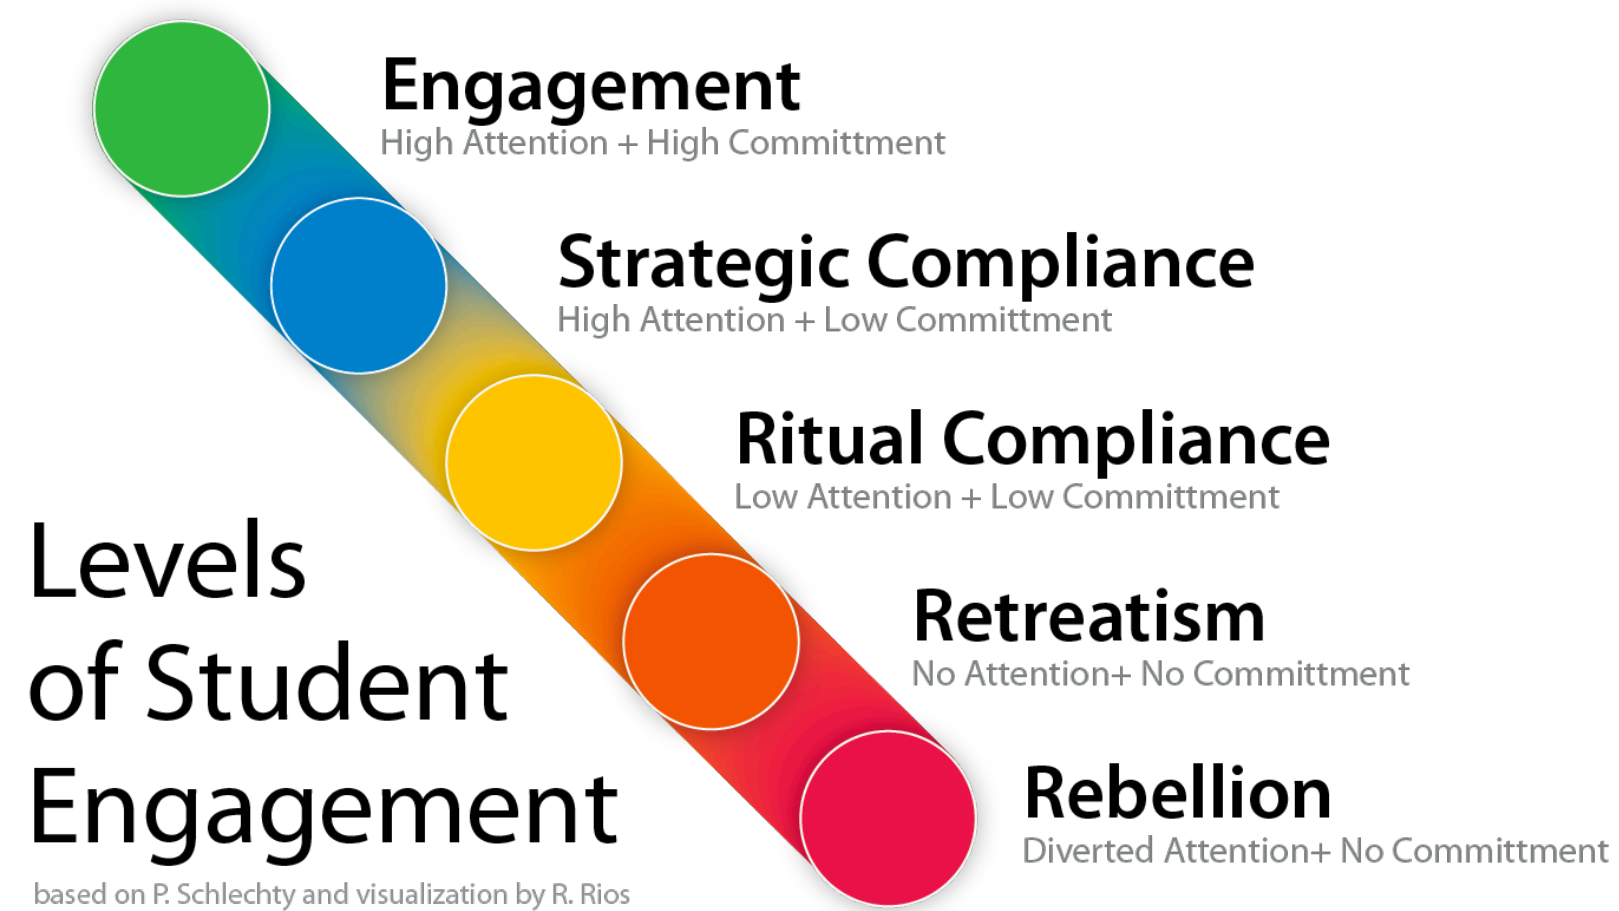 Engagement
High Attention + High Committment
Strategic Compliance
High Attention + Low Committment
Ritual Compliance
Low Attention + Low Committment
Retreatism
No Attention+ No Committment
Rebellion
Diverted Attention+ No Committment
Levels
of Student
Engagement
based on P. Schlechty and visualization by R. Rios